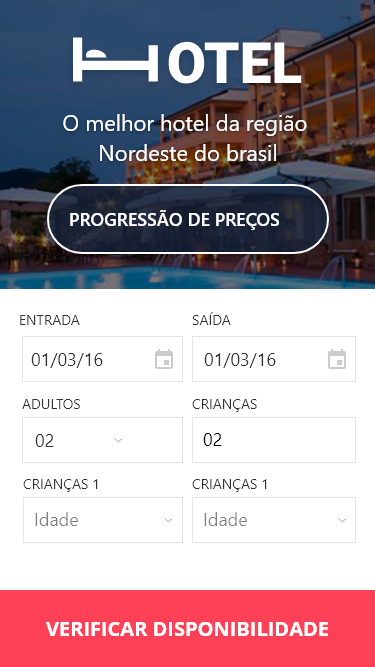 HOTEL
O melhor hotel da região
Nordeste do brasil
PROGRESSÃO DE PREÇOS
ENTRADA SAÍDA
01/03/16 01/03/16
ADULTOS CRIANÇAS
02 02
CRIANÇAS 1 CRIANÇAS 1
Idade Idade
VERIFICAR DISPONIBILIDADE